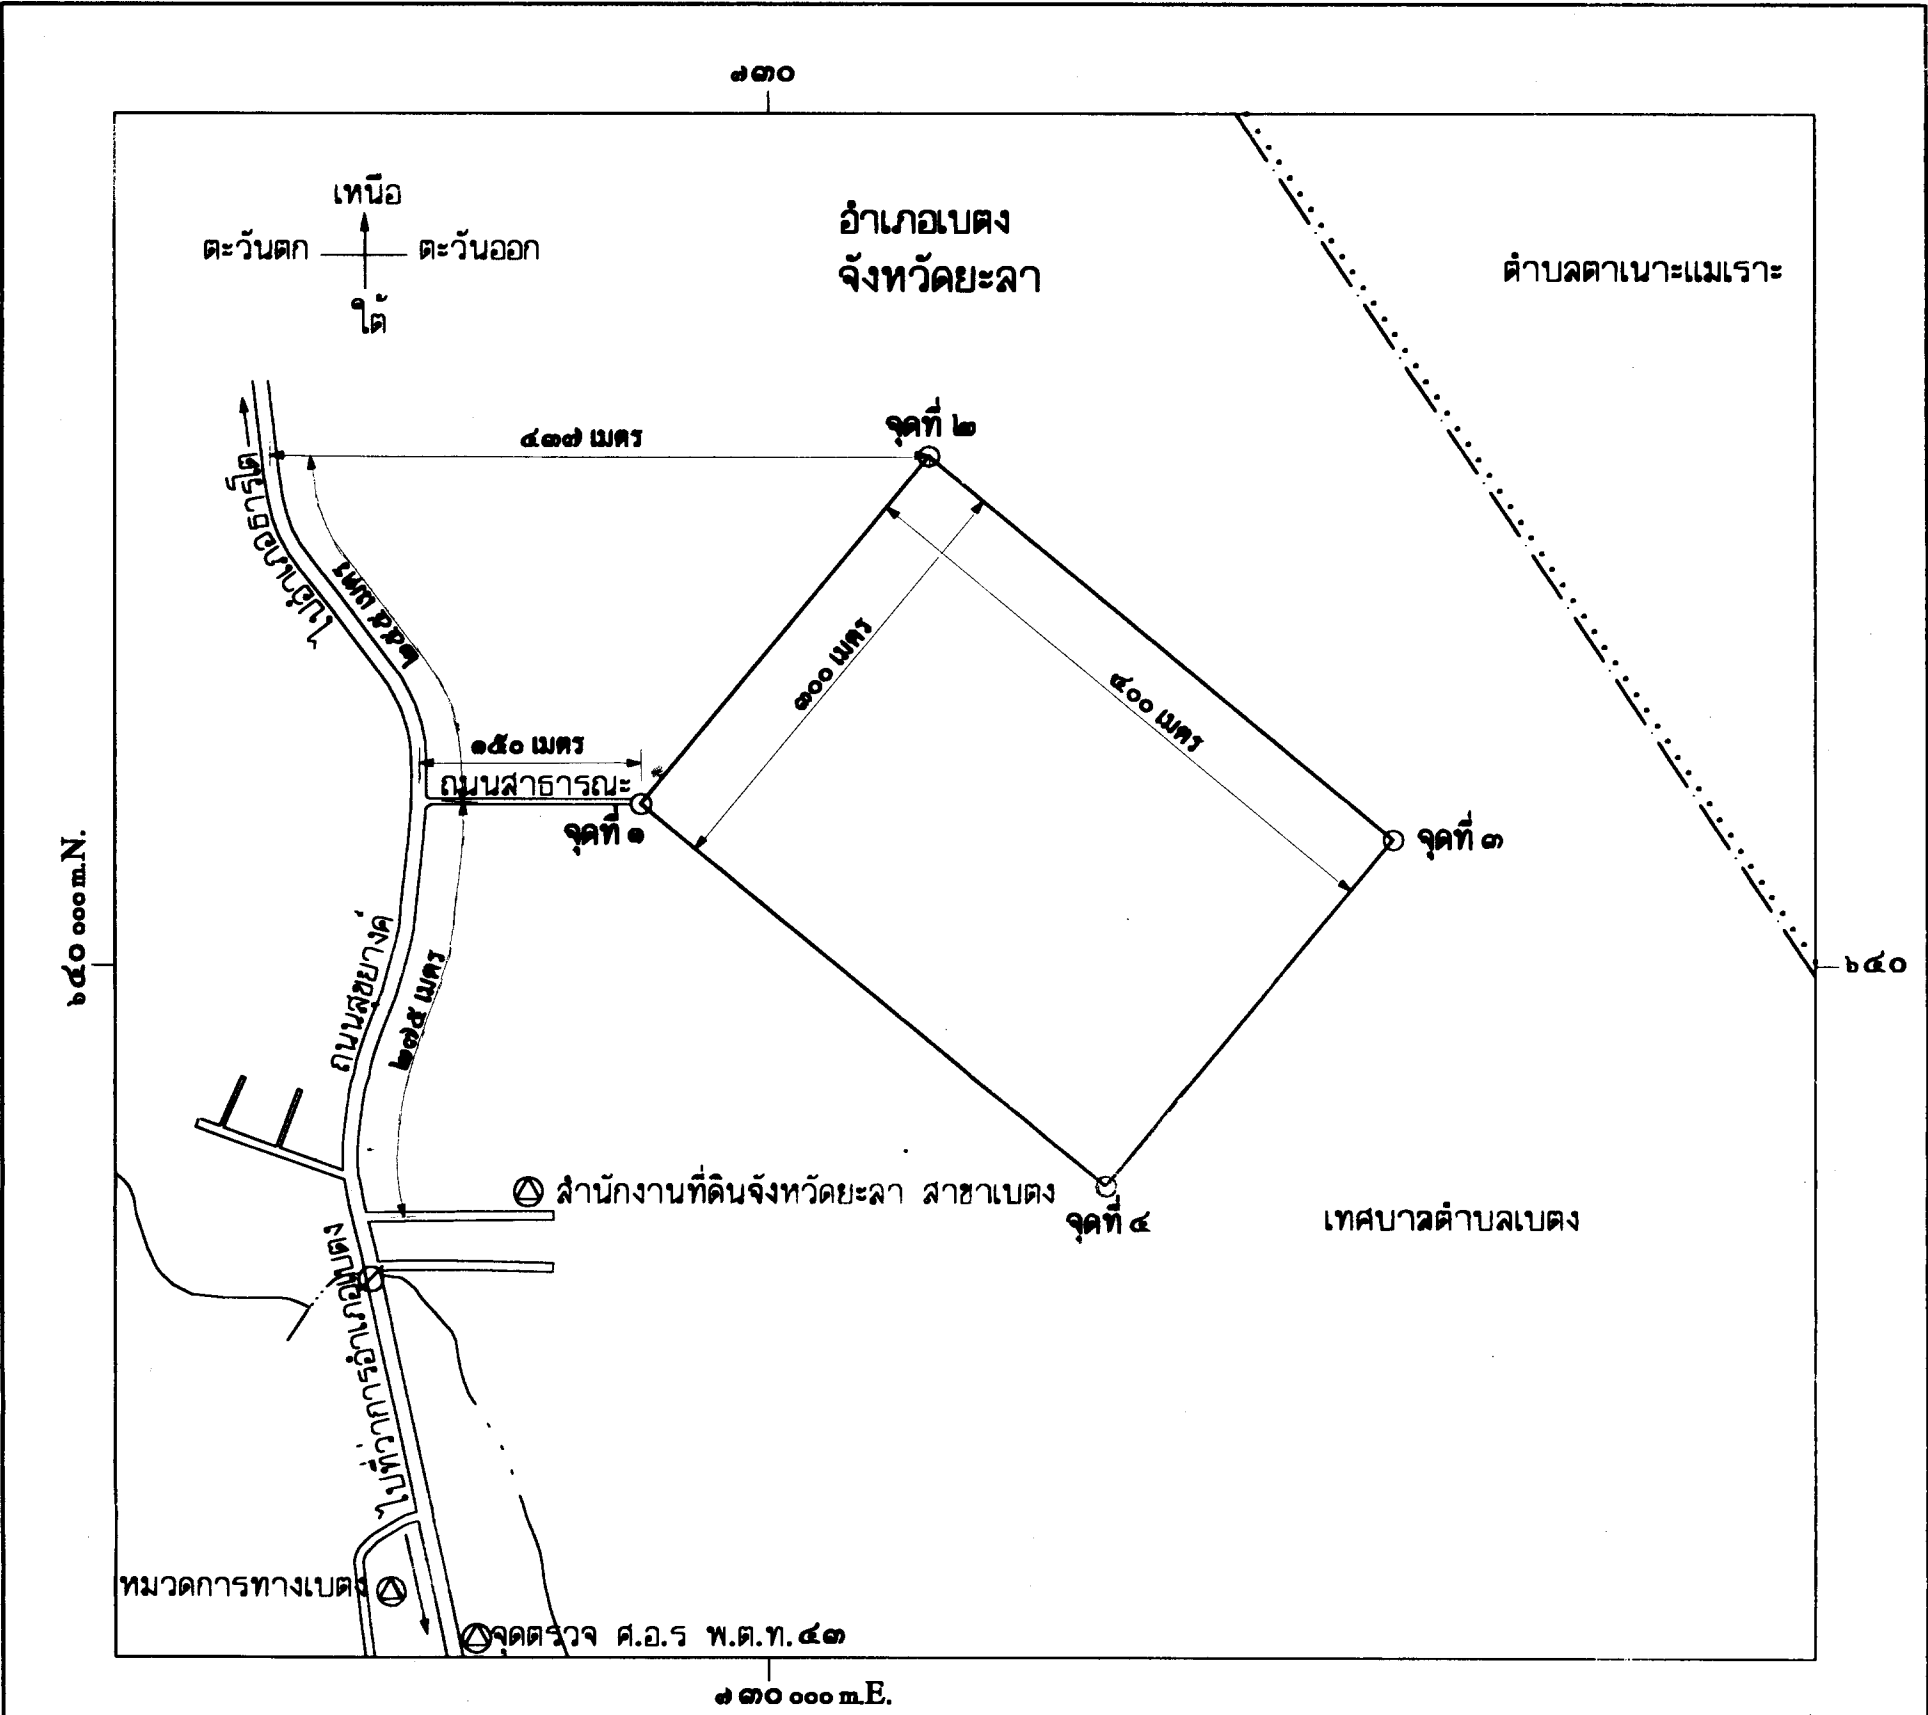 ๗๓๐
เหนือ
ตะวันตก ตะวันออก
ใต้
อำเภอเบตง
จังหวัดยะลา
ตำบลตาเนาะแมเราะ
๔๓๗ เมตร
จุดที่ ๒
ไปอำเภอธารโต
๒๕๕ เมตร
๓๐๐ เมตร
๔๐๐ เมตร
๑๕๐ เมตร
ถนนสาธารณะ
จุดที่ ๑
จุดที่ ๓
๖๔๐ ๐๐๐ m.N.
๖๔๐
ถนนสุขยางค์
๒๗๕ เมตร
สำนักงานที่ดินจังหวัดยะลา สาขาเบตง
จุดที่ ๔
เทศบาลตำบลเบตง
ไปที่ว่าการอำเภอเบตง
หมวดการทางเบตง
จุดตรวจ ศ.อ.ร พ.ต.ท. ๔๓
๗๓๐ ๐๐๐ m.E.